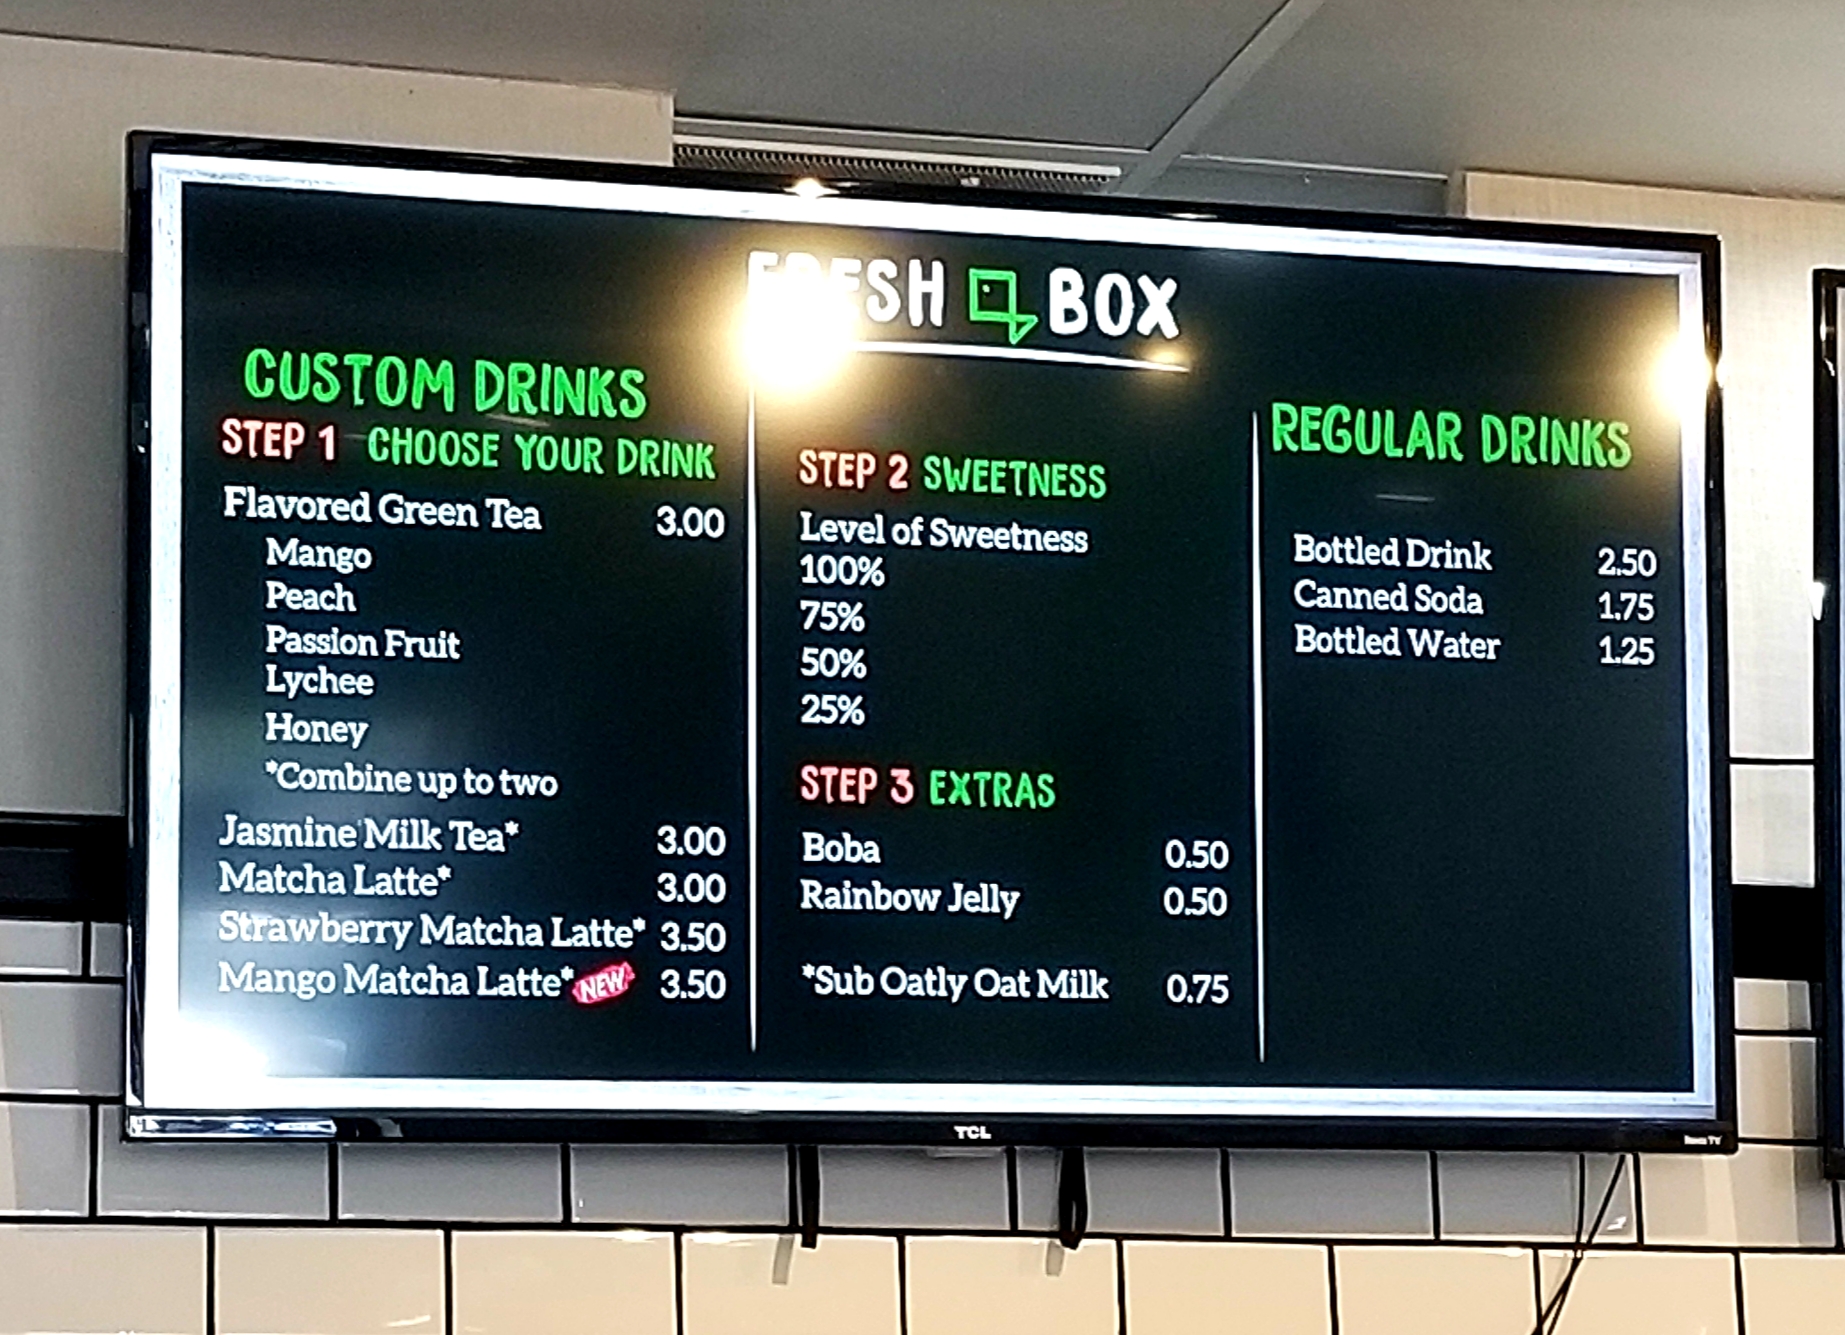 FRESH BOX
CUSTOM DRINKS
STEP 1 CHOOSE YOUR DRINK
Flavored Green Tea 3.00
Mango
Peach
Passion Fruit
Lychee
Honey
*Combine up to two
Jasmine Milk Tea* 3.00
Matcha Latte* 3.00
Strawberry Matcha Latte* 3.50
Mango Matcha Latte* NEW 3.50
STEP 2 SWEETNESS
Level of Sweetness
100%
75%
50%
25%
STEP 3 EXTRAS
Boba 0.50
Rainbow Jelly 0.50
*Sub Oatly Oat Milk 0.75
REGULAR DRINKS
Bottled Drink 2.50
Canned Soda 1.75
Bottled Water 1.25
TCL
Roku TV